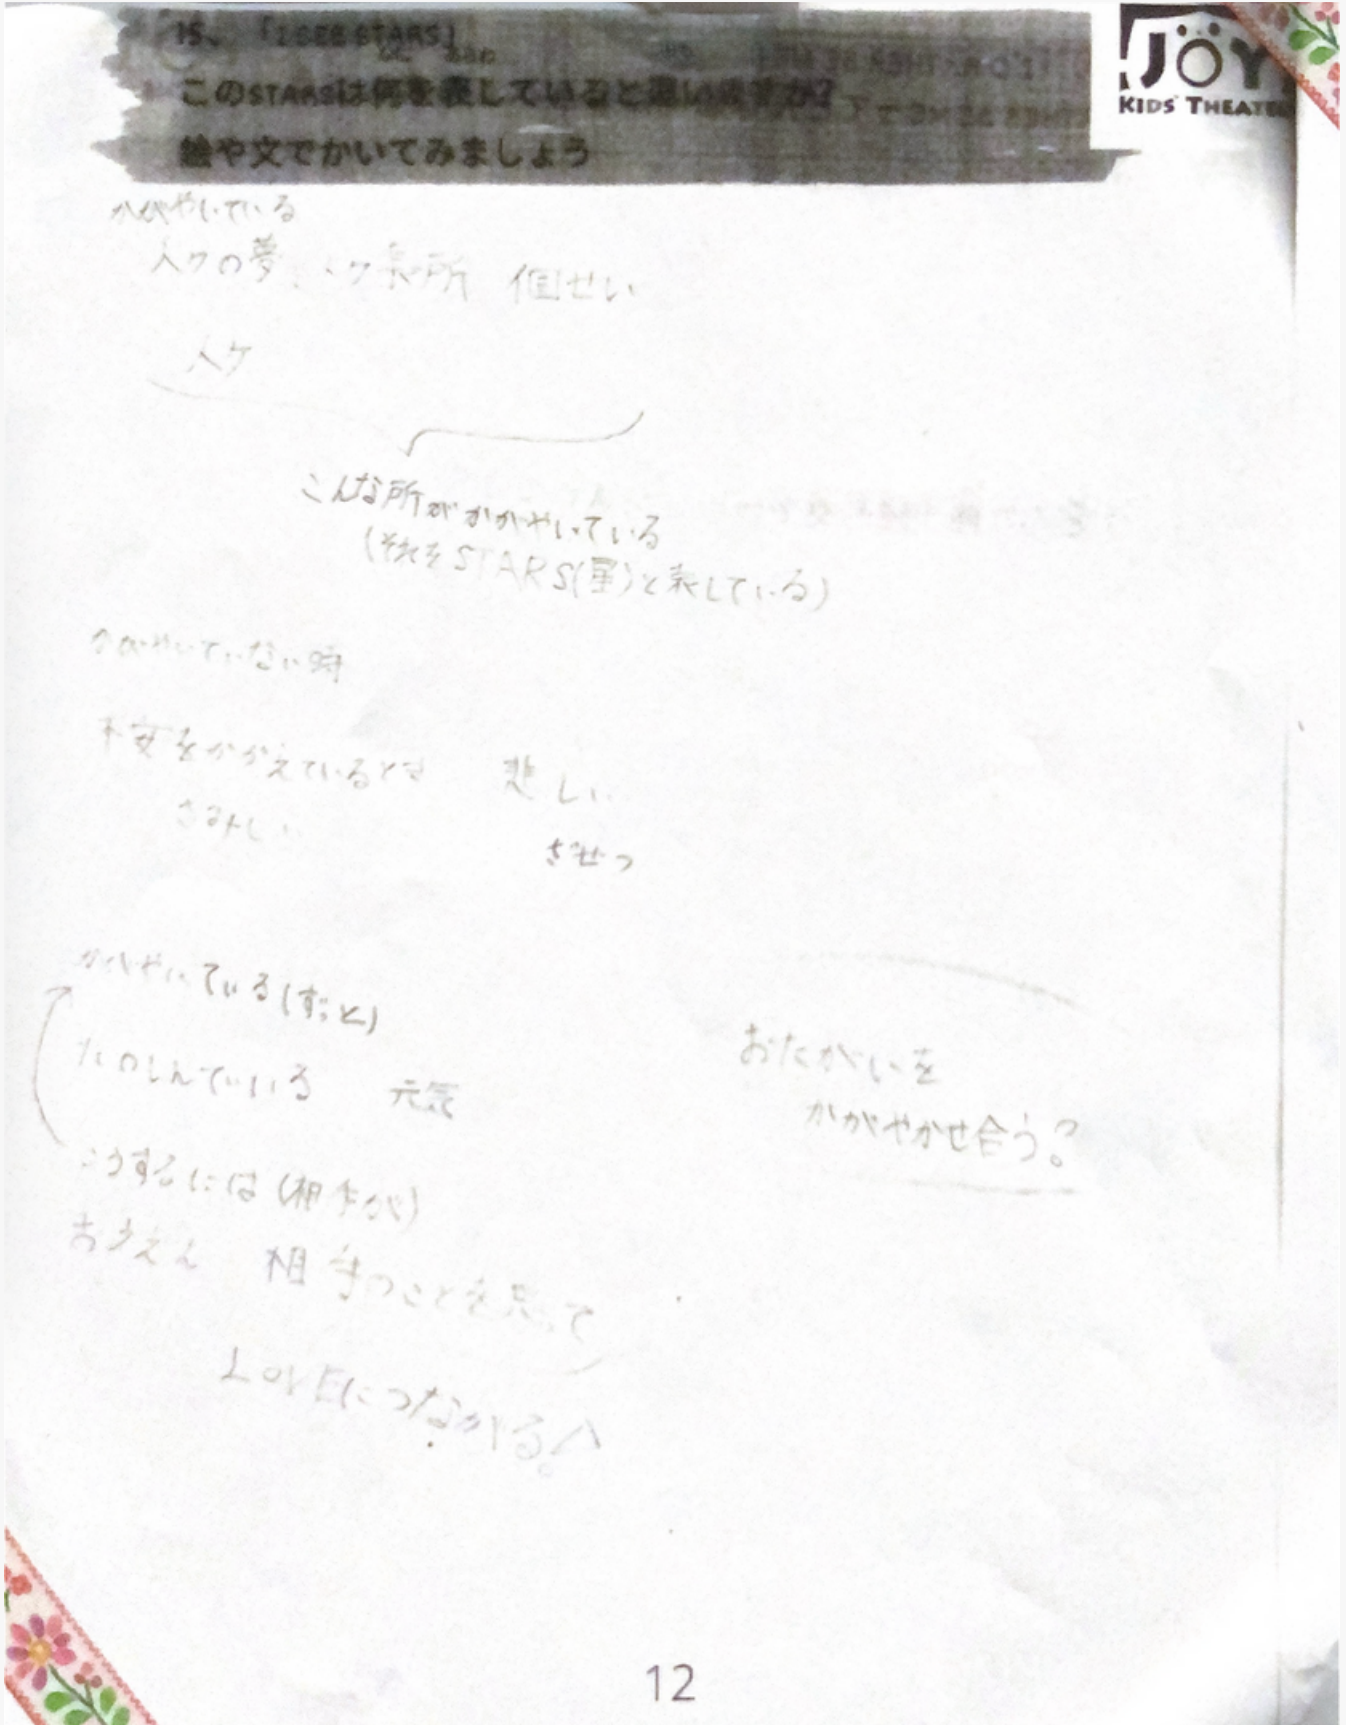 15、「I SEE STARS」
このSTARSは何を表していると思いますか?
絵や文でかいてみましょう
JOY
KIDS' THEATER
かがやいている
人々の夢 長所 個せい
人々
こんな所がかがやいている
(それをSTARS(星)と表している)
かがやいていない時
不安をかかえているとき 悲しい
さみしい ざせつ
かがやいている(ずっと)
たのしんでいる 元気
おたがいを
かがやかせ合う?
こうするには(相手が)
おうえん 相手のことを思って
LOVEにつながる!
12